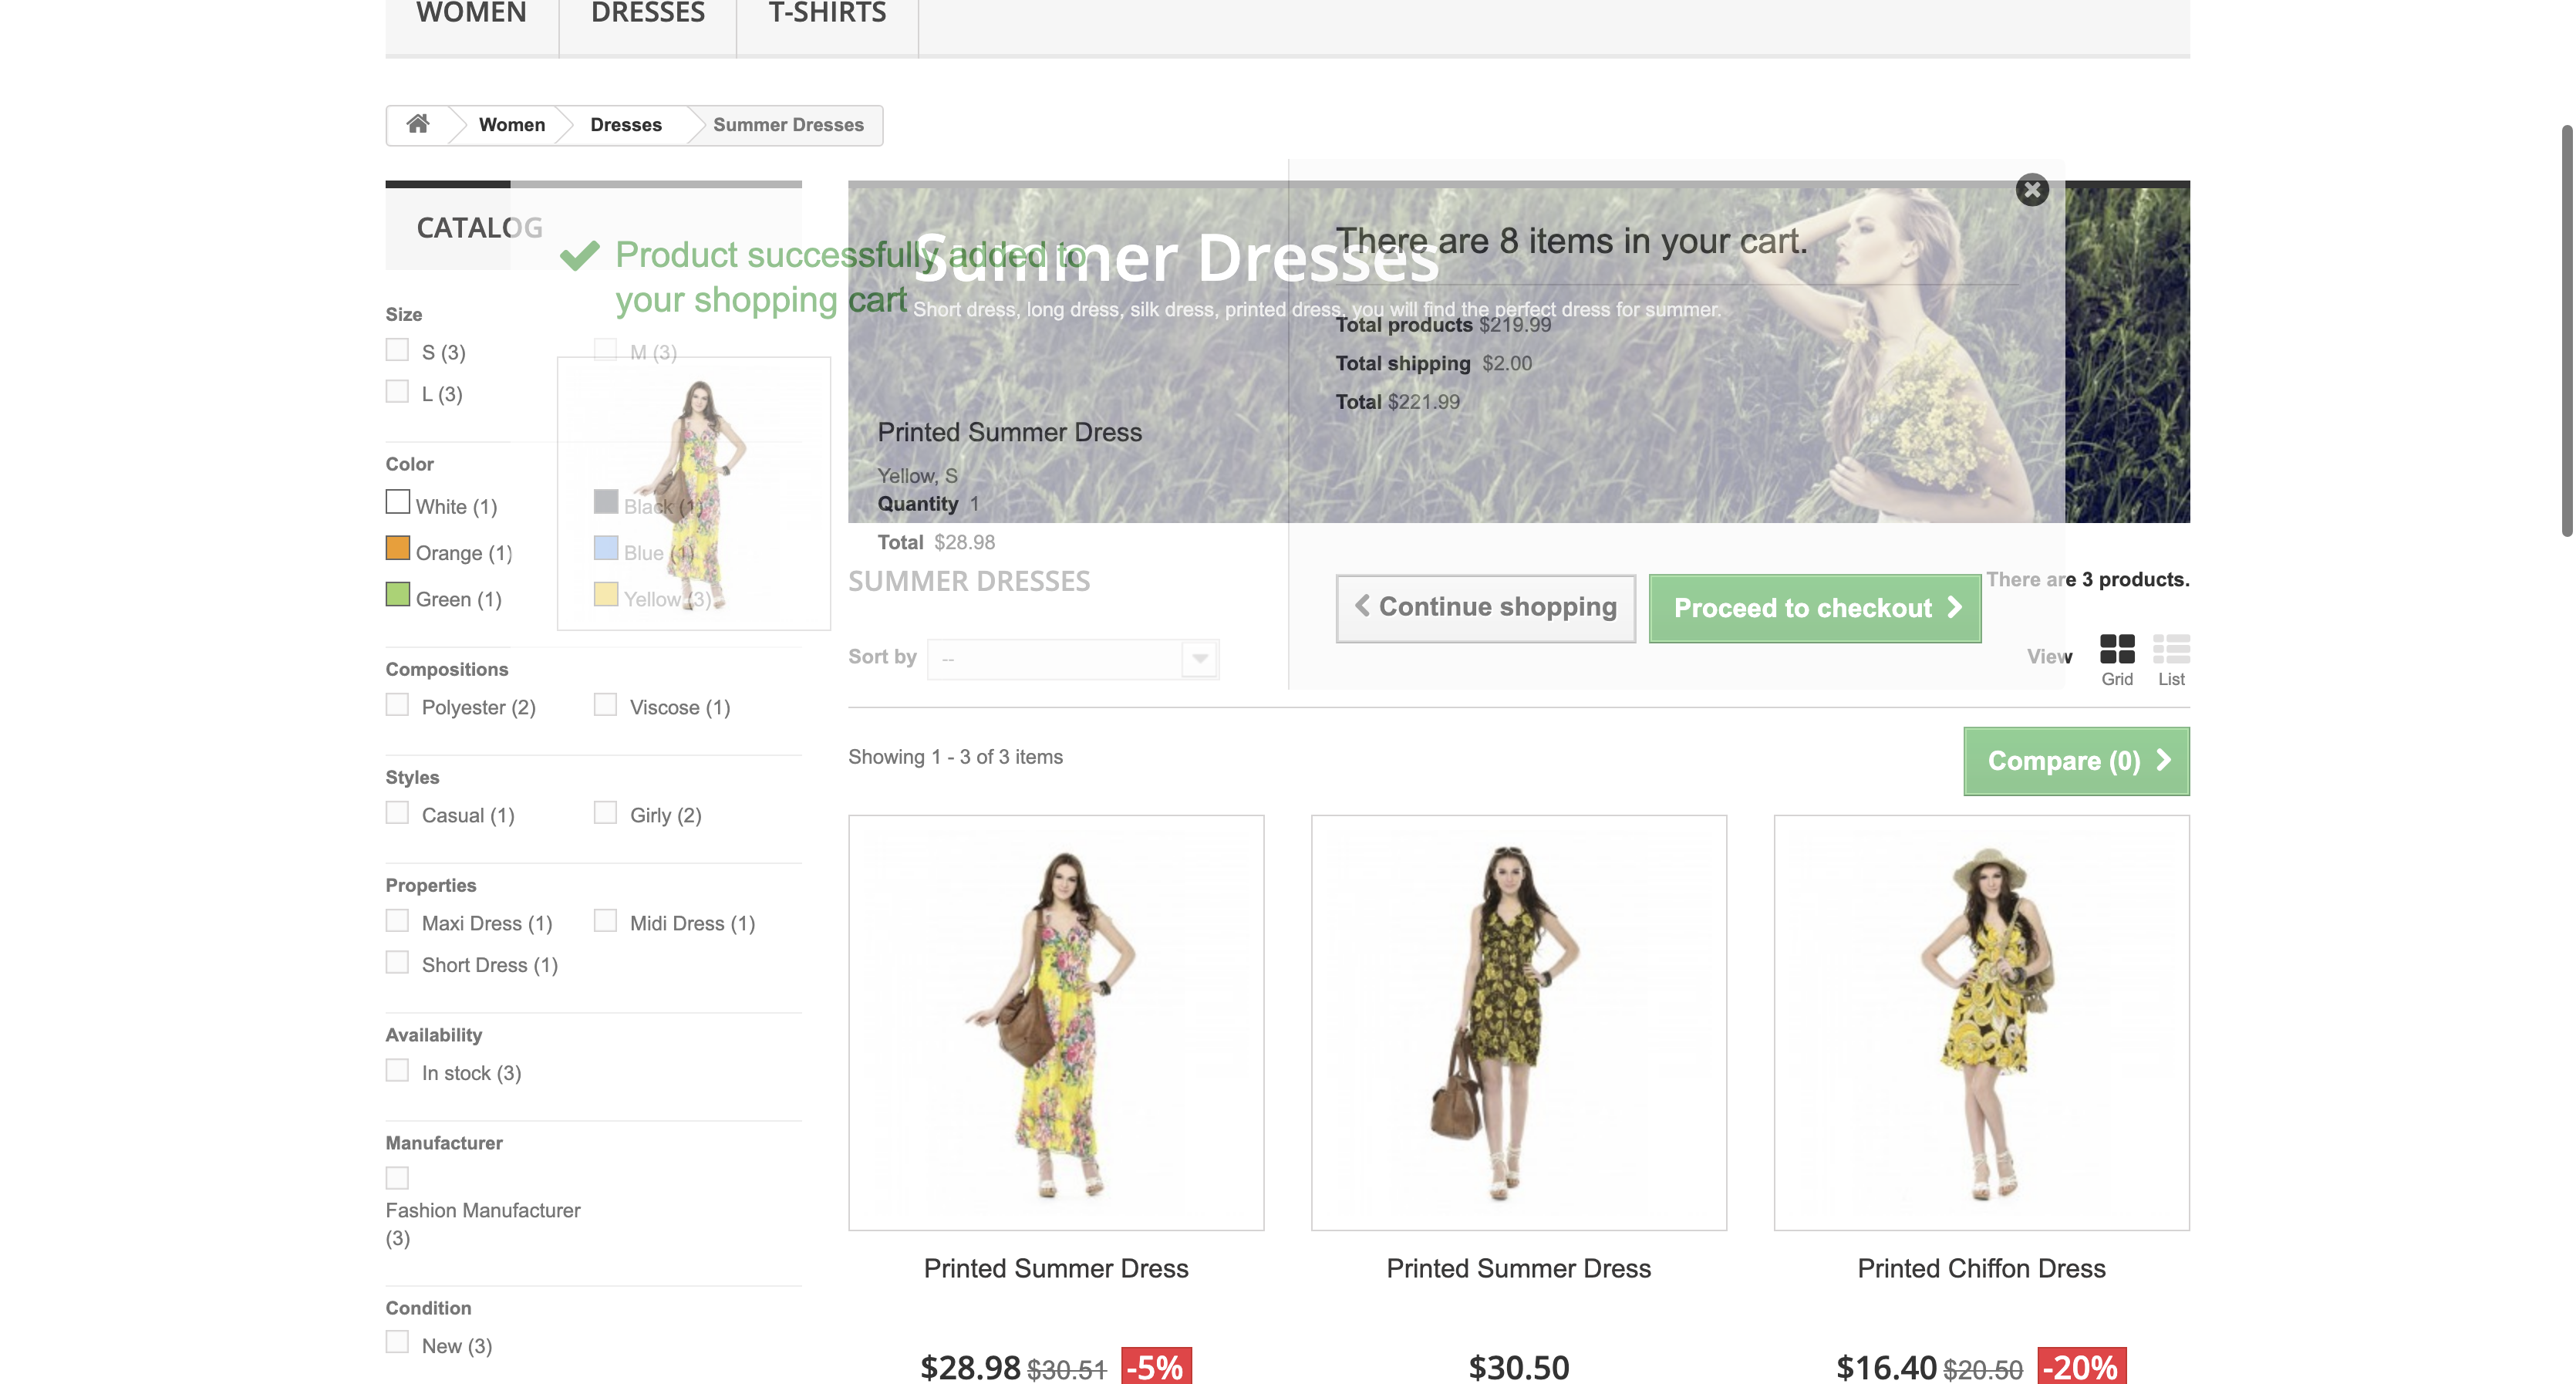 WOMEN
DRESSES
T-SHIRTS
Women
Dresses
Summer Dresses
CATALOG
Size
S (3)
M (3)
L (3)
Color
White (1)
Black (1)
Orange (1)
Blue (1)
Green (1)
Yellow (3)
Compositions
Polyester (2)
Viscose (1)
Styles
Casual (1)
Girly (2)
Properties
Maxi Dress (1)
Midi Dress (1)
Short Dress (1)
Availability
In stock (3)
Manufacturer
Fashion Manufacturer
(3)
Condition
New (3)
Product successfully added to
your shopping cart
Printed Summer Dress
Yellow, S
Quantity 1
Total $28.98
There are 8 items in your cart.
Total products $219.99
Total shipping $2.00
Total $221.99
Continue shopping
Proceed to checkout
Summer Dresses
Short dress, long dress, silk dress, printed dress, you will find the perfect dress for summer.
SUMMER DRESSES
There are 3 products.
Sort by --
View
Grid
List
Showing 1 - 3 of 3 items
Compare (0)
Printed Summer Dress
$28.98 $30.51 -5%
Printed Summer Dress
$30.50
Printed Chiffon Dress
$16.40 $20.50 -20%